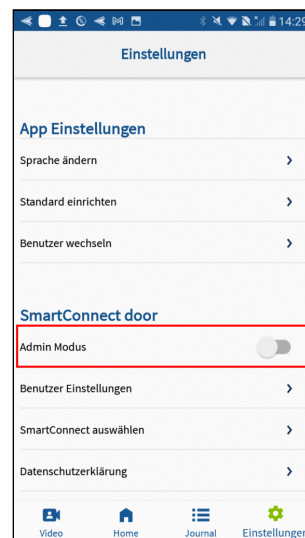 14:29
Einstellungen
App Einstellungen
Sprache ändern
Standard einrichten
Benutzer wechseln
SmartConnect door
Admin Modus
Benutzer Einstellungen
SmartConnect auswählen
Datenschutzerklärung
Video Home Journal Einstellungen